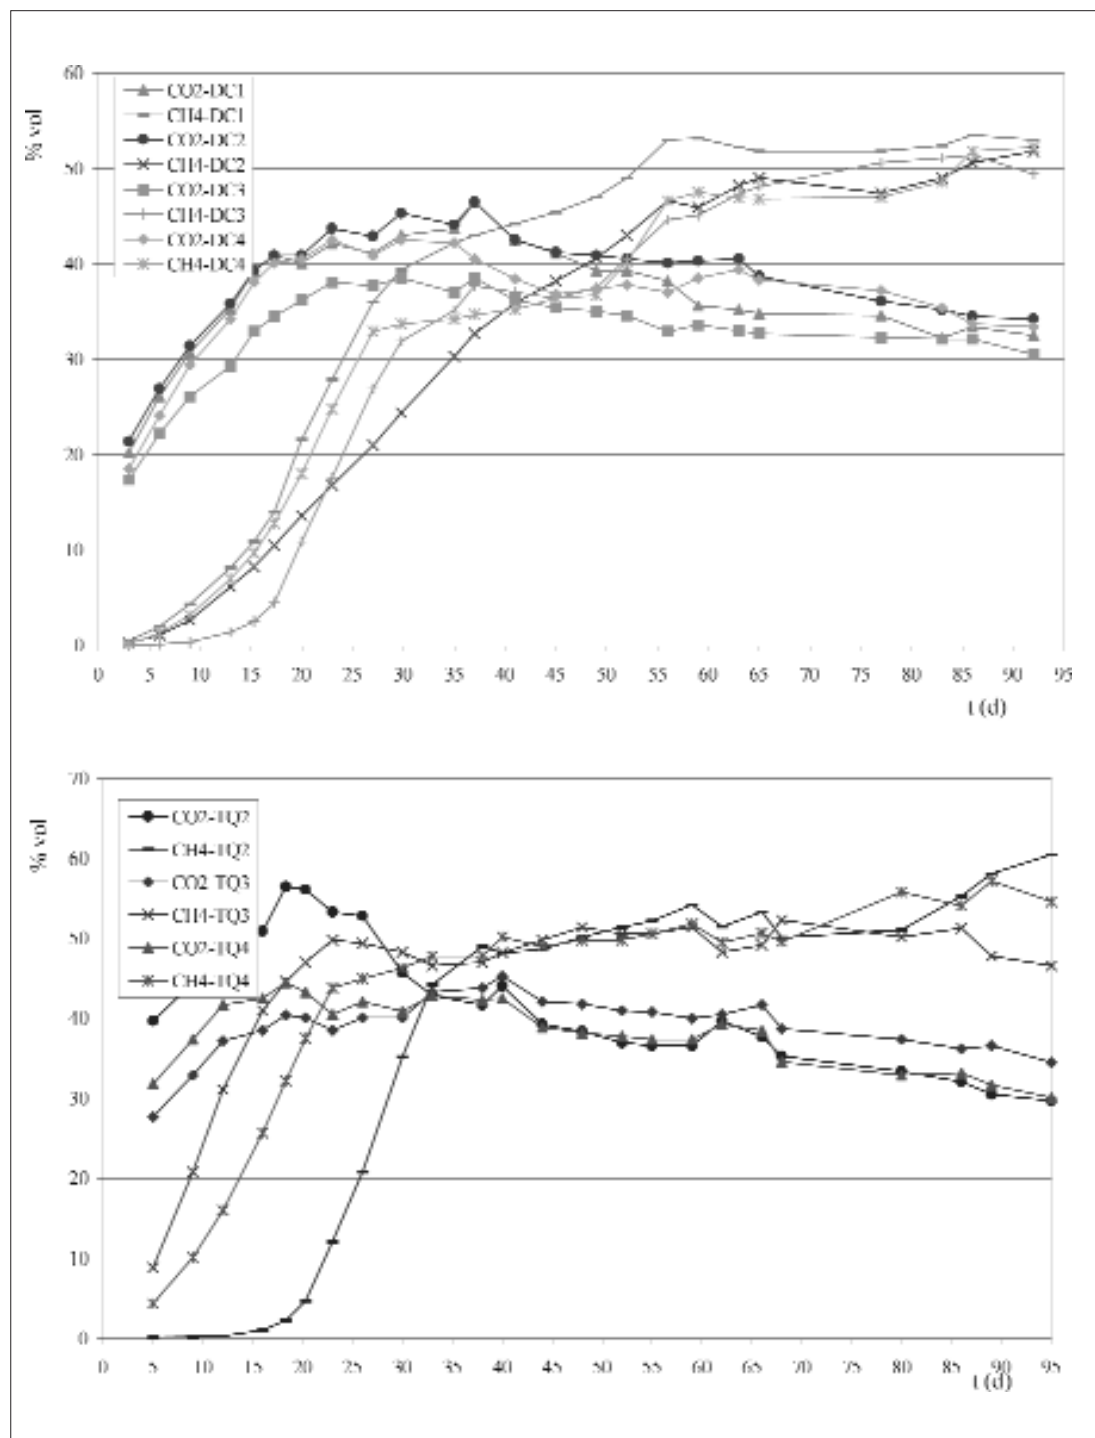 60
% vol
CO2-DC1
CH4-DC1
CO2-DC2
CH4-DC2
CO2-DC3
CH4-DC3
CO2-DC4
CH4-DC4
50
40
30
20
10
0
0 5 10 15 20 25 30 35 40 45 50 55 60 65 70 75 80 85 90 95
t (d)
70
% vol
CO2-TQ2
CH4-TQ2
CO2-TQ3
CH4-TQ3
CO2-TQ4
CH4-TQ4
60
50
40
30
20
10
0
0 5 10 15 20 25 30 35 40 45 50 55 60 65 70 75 80 85 90 95
t (d)